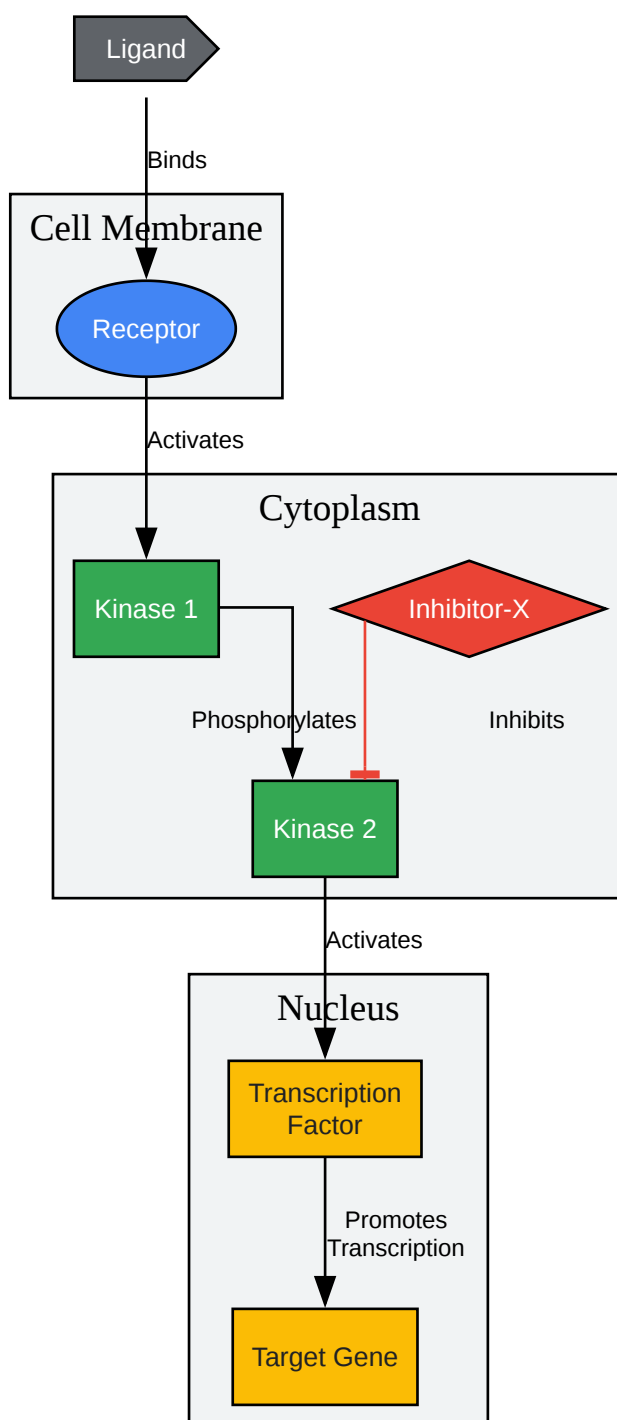 Ligand
Binds
Cell Membrane
Receptor
Activates
Cytoplasm
Kinase 1
Inhibitor-X
Phosphorylates
Inhibits
Kinase 2
Activates
Nucleus
Transcription
Factor
Promotes
Transcription
Target Gene